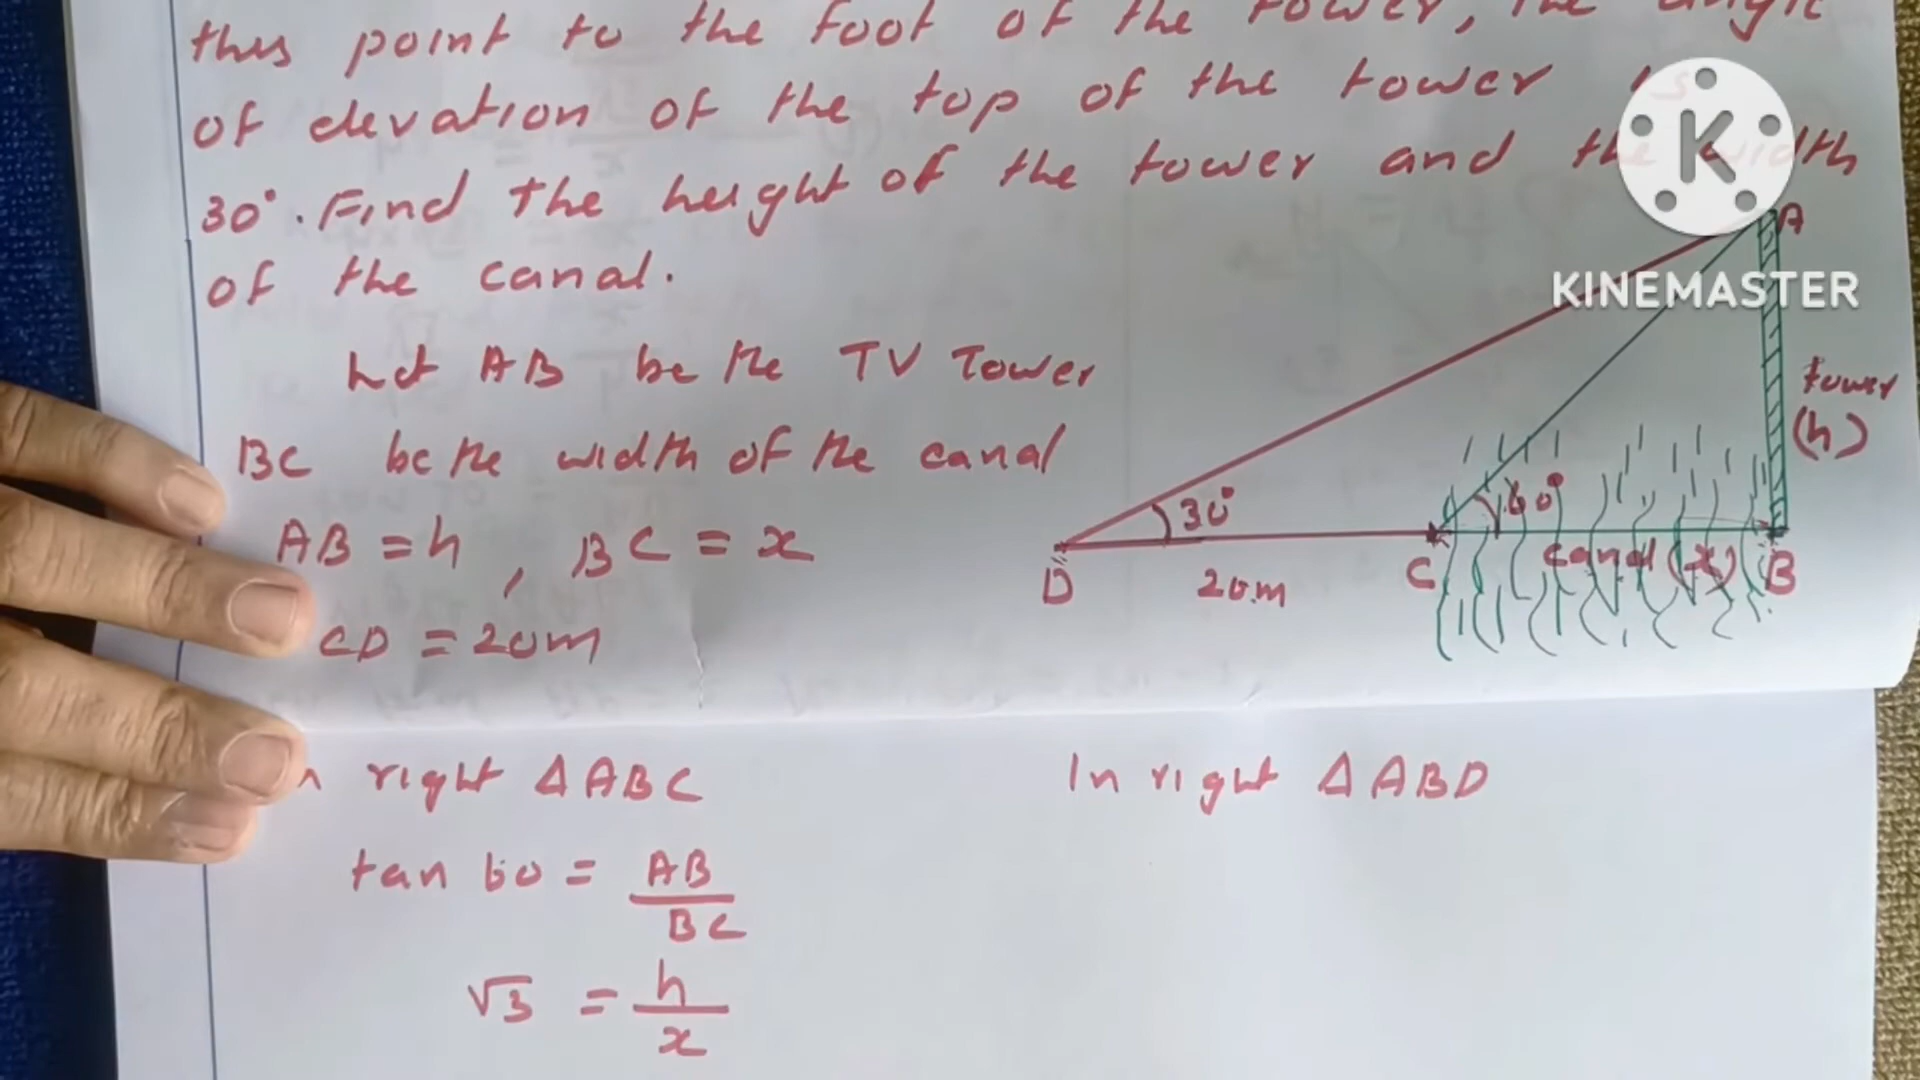 this point to the foot of the tower, the angle
of elevation of the top of the tower is
30°. Find the height of the tower and the width
of the canal.
Let AB be the TV Tower
BC be the width of the canal
AB = h, BC = x
CD = 20m
A
KINEMASTER
K
tower
(h)
30°
60°
D
20m
C
canal (x)
B
right △ABC
tan 60 = AB / BC
√3 = h / x
In right △ABD